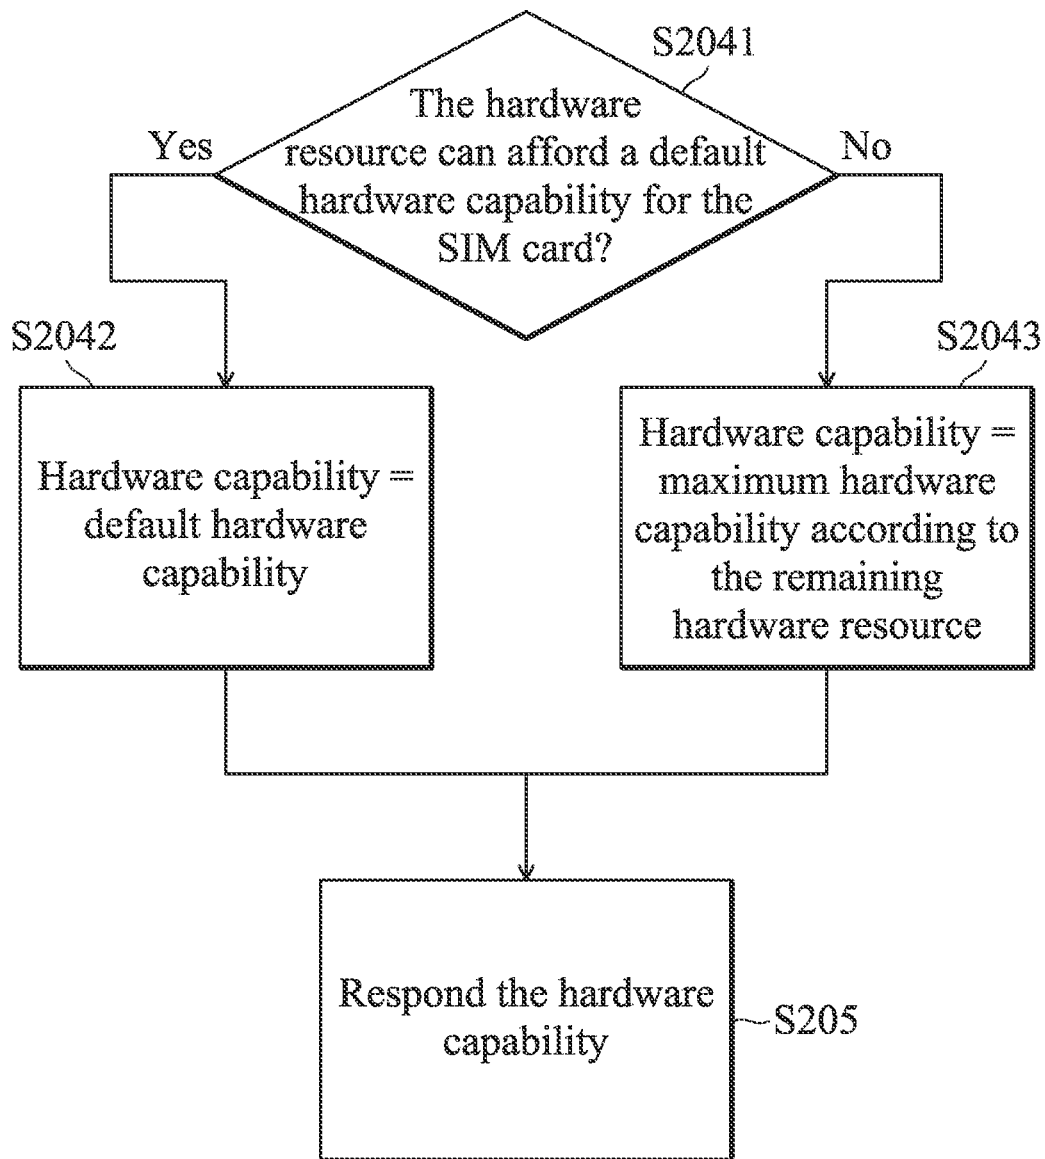 S2041
The hardware
resource can afford a default
hardware capability for the
SIM card?
Yes
No
S2042
Hardware capability =
default hardware
capability
S2043
Hardware capability =
maximum hardware
capability according to
the remaining
hardware resource
Respond the hardware
capability
S205